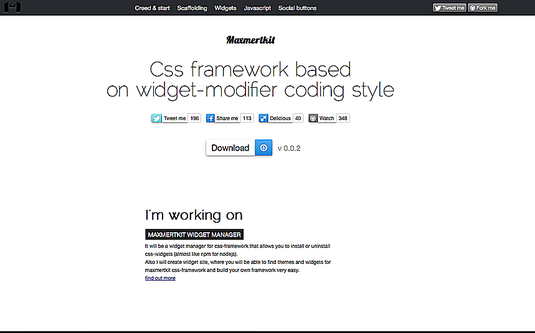 Creed & start Scaffolding Widgets Javascript Social buttons Tweet me Fork me
Maxmertkit
Css framework based
on widget-modifier coding style
Tweet me 196 Share me 113 Delicious 40 Watch 348
Download v 0.0.2
I'm working on
MAXMERTKIT WIDGET MANAGER
It will be a widget manager for css-framework that allows you to install or uninstall
css-widgets (almost like npm for nodejs).
Also I will create widget site, where you will be able to find themes and widgets for
maxmertkit css-framework and build your own framework very easy.
find out more